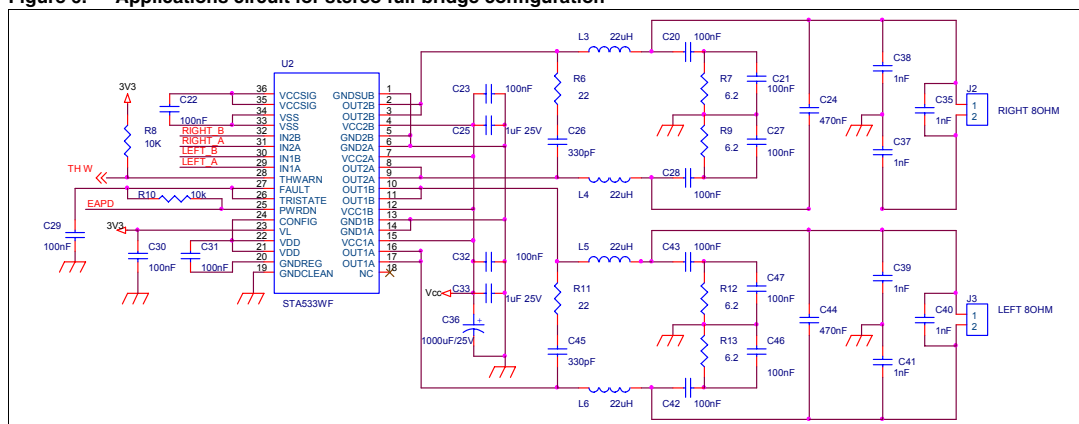 Figure 6. Applications circuit for stereo full-bridge configuration
U2
3V3
R8
10K
C22
100nF
RIGHT_B
RIGHT_A
LEFT_B
LEFT_A
TH W
R10 10k
EAPD
C29
100nF
3V3
C30
100nF
C31
100nF
36 VCCSIG GNDSUB 1
35 VCCSIG OUT2B 2
34 VSS OUT2B 3
33 VSS VCC2B 4
32 IN2B GND2B 5
31 IN2A GND2A 6
30 IN1B VCC2A 7
29 IN1A OUT2A 8
28 THWARN OUT2A 9
27 FAULT OUT1B 10
26 TRISTATE OUT1B 11
25 PWRDN VCC1B 12
24 CONFIG GND1B 13
23 VL GND1A 14
22 VDD VCC1A 15
21 VDD OUT1A 16
20 GNDREG OUT1A 17
19 GNDCLEAN NC 18
STA533WF
C23 100nF
C25 1uF 25V
C32 100nF
C33 1uF 25V
Vcc
C36
1000uF/25V
+
L3 22uH
R6
22
C26
330pF
L4 22uH
C20 100nF
R7
6.2
C21
100nF
R9
6.2
C27
100nF
C28 100nF
C24
470nF
C38
1nF
C37
1nF
C35
1nF
J2
1
2
RIGHT 8OHM
L5 22uH
R11
22
C45
330pF
L6 22uH
C43 100nF
R12
6.2
C47
100nF
R13
6.2
C46
100nF
C42 100nF
C44
470nF
C39
1nF
C41
1nF
C40
1nF
J3
1
2
LEFT 8OHM